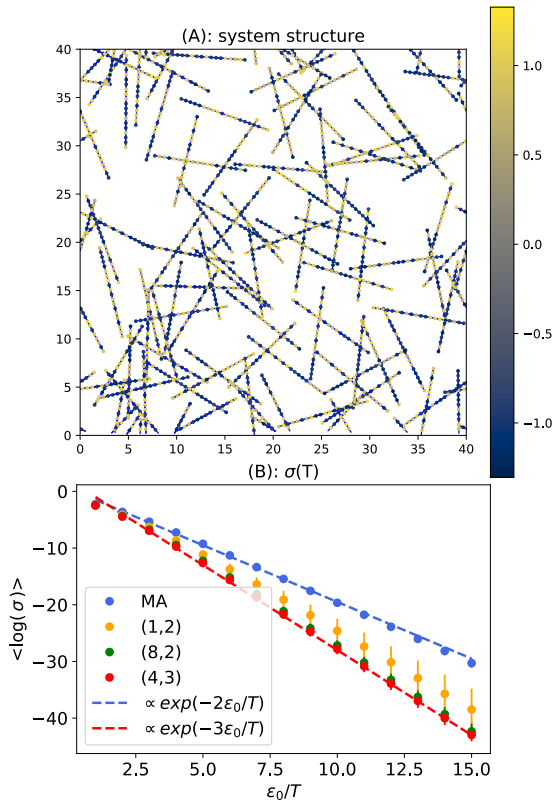 (A): system structure
40
35
30
25
20
15
10
5
0
0 5 10 15 20 25 30 35 40
1.0
0.5
0.0
−0.5
−1.0
(B): σ(T)
<log(σ)>
0
−10
−20
−30
−40
MA
(1,2)
(8,2)
(4,3)
∝ exp(−2ε₀/T)
∝ exp(−3ε₀/T)
2.5 5.0 7.5 10.0 12.5 15.0
ε₀/T